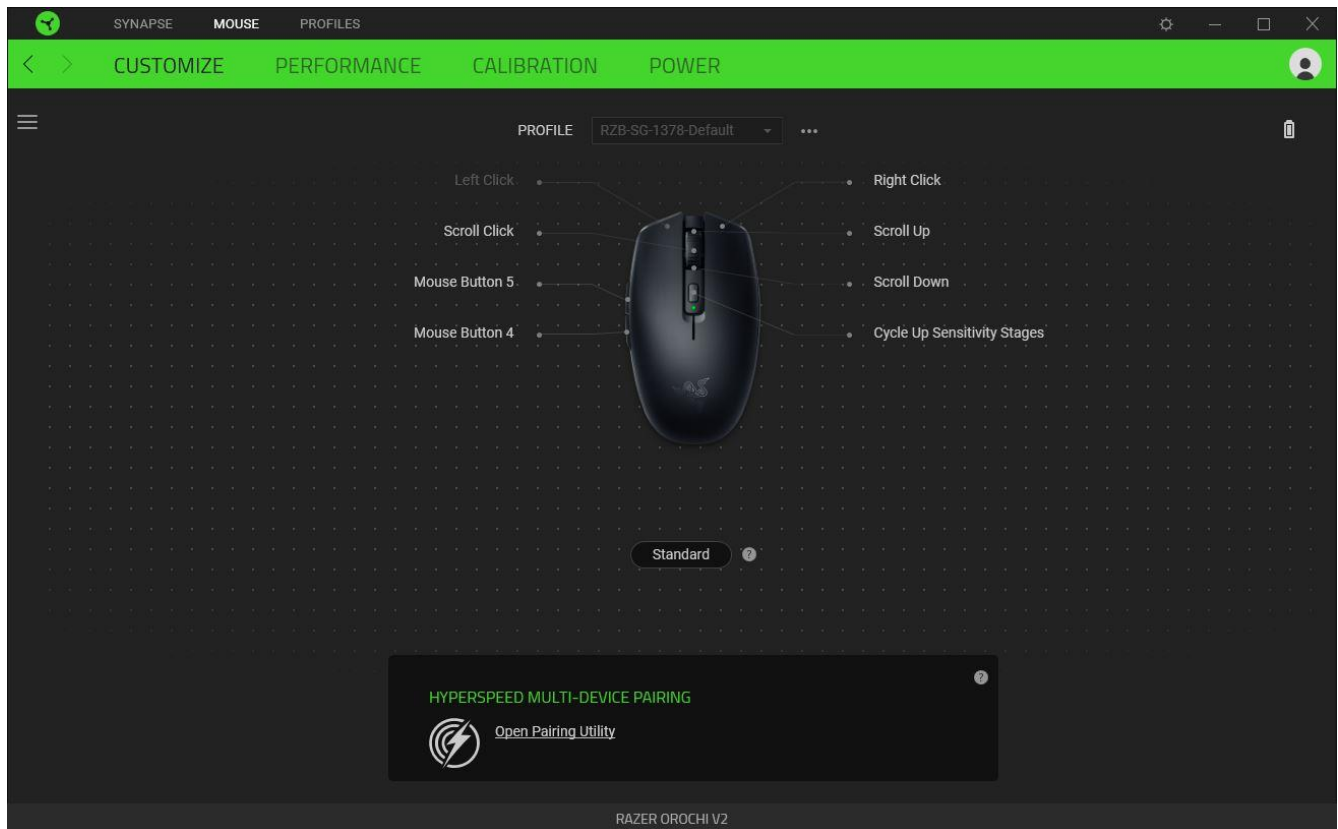 SYNAPSE MOUSE PROFILES
CUSTOMIZE PERFORMANCE CALIBRATION POWER
PROFILE RZB-SG-1378-Default
Left Click Right Click
Scroll Click Scroll Up
Mouse Button 5 Scroll Down
Mouse Button 4 Cycle Up Sensitivity Stages
Standard ?
?
HYPERSPEED MULTI-DEVICE PAIRING
Open Pairing Utility
RAZER OROCHI V2